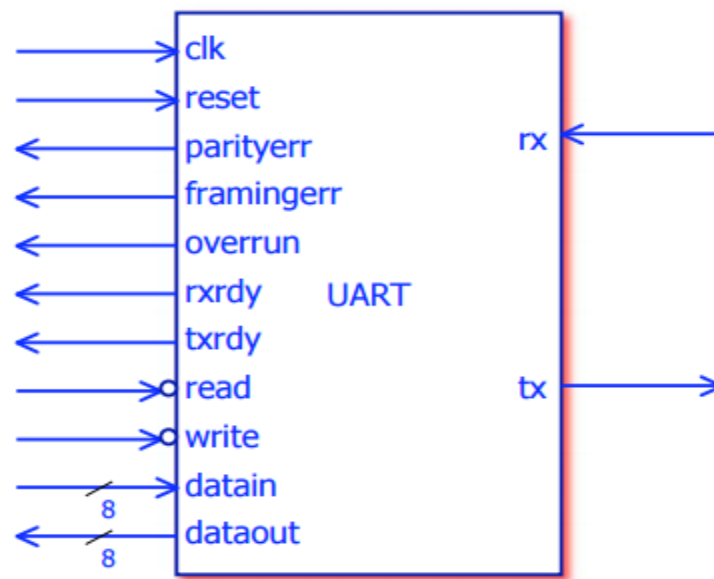 clk
reset
parityerr
rx
framingerr
overrun
rxrdy
UART
txrdy
read
tx
write
datain
8
dataout
8